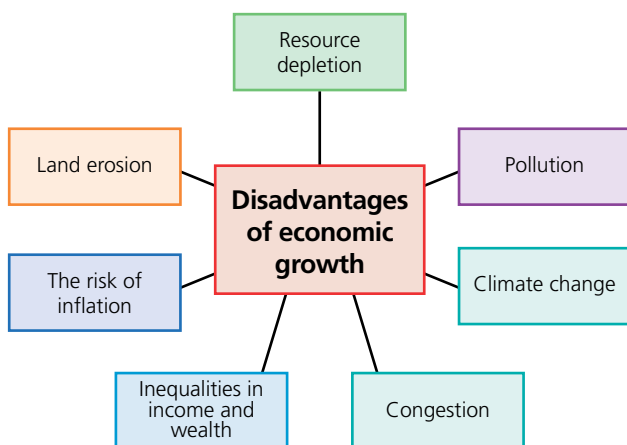 Resource
depletion
Land erosion
Pollution
Disadvantages
of economic
growth
The risk of
inflation
Climate change
Inequalities in
income and
wealth
Congestion